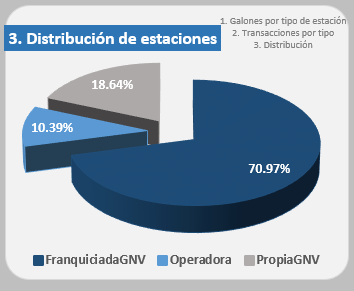 3. Distribución de estaciones
1. Galones por tipo de estación
2. Transacciones por tipo
3. Distribución
18.64%
10.39%
70.97%
FranquiciadaGNV Operadora PropiaGNV